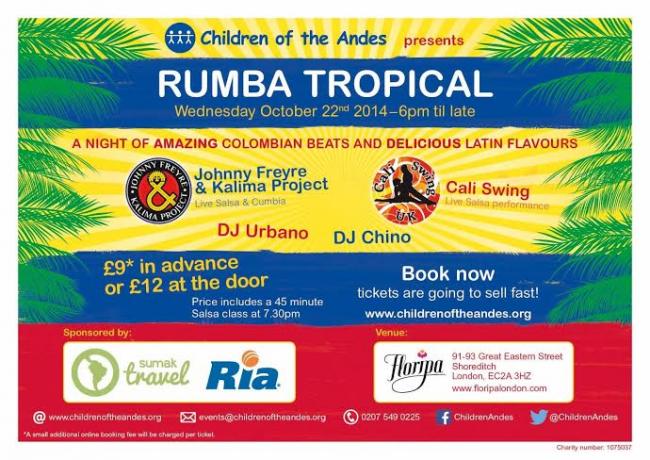 Children of the Andes presents
RUMBA TROPICAL
Wednesday October 22nd 2014–6pm til late
A NIGHT OF AMAZING COLOMBIAN BEATS AND DELICIOUS LATIN FLAVOURS
JOHNNY FREYRE
&
KALIMA PROJECT
Johnny Freyre
& Kalima Project
Live Salsa & Cumbia
Cali Swing
UK
Cali Swing
Live Salsa performance
DJ Urbano
DJ Chino
£9* in advance
or £12 at the door
Price includes a 45 minute
Salsa class at 7.30pm
Book now
tickets are going to sell fast!
www.childrenoftheandes.org
Sponsored by:
sumak
travel
Ria
Venue:
floripa
91-93 Great Eastern Street
Shoreditch
London, EC2A 3HZ
www.floripalondon.com
@ www.childrenoftheandes.org events@childrenoftheandes.org 0207 549 0225 f ChildrenAndes @ChildrenAndes
*A small additional online booking fee will be charged per ticket.
Charity number: 1075037